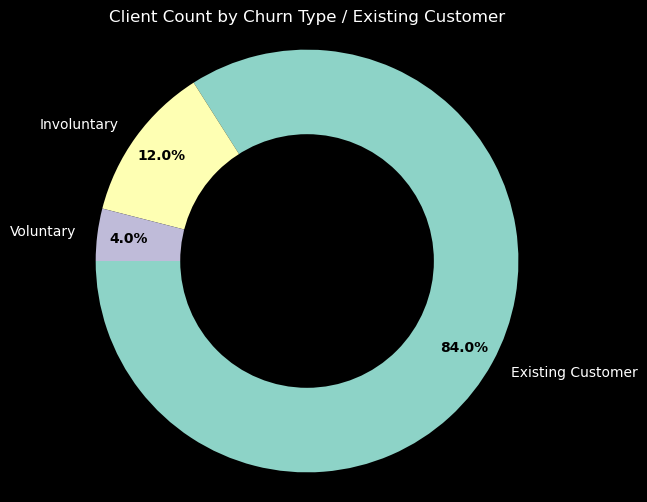 Client Count by Churn Type / Existing Customer
Involuntary
12.0%
Voluntary
4.0%
84.0%
Existing Customer